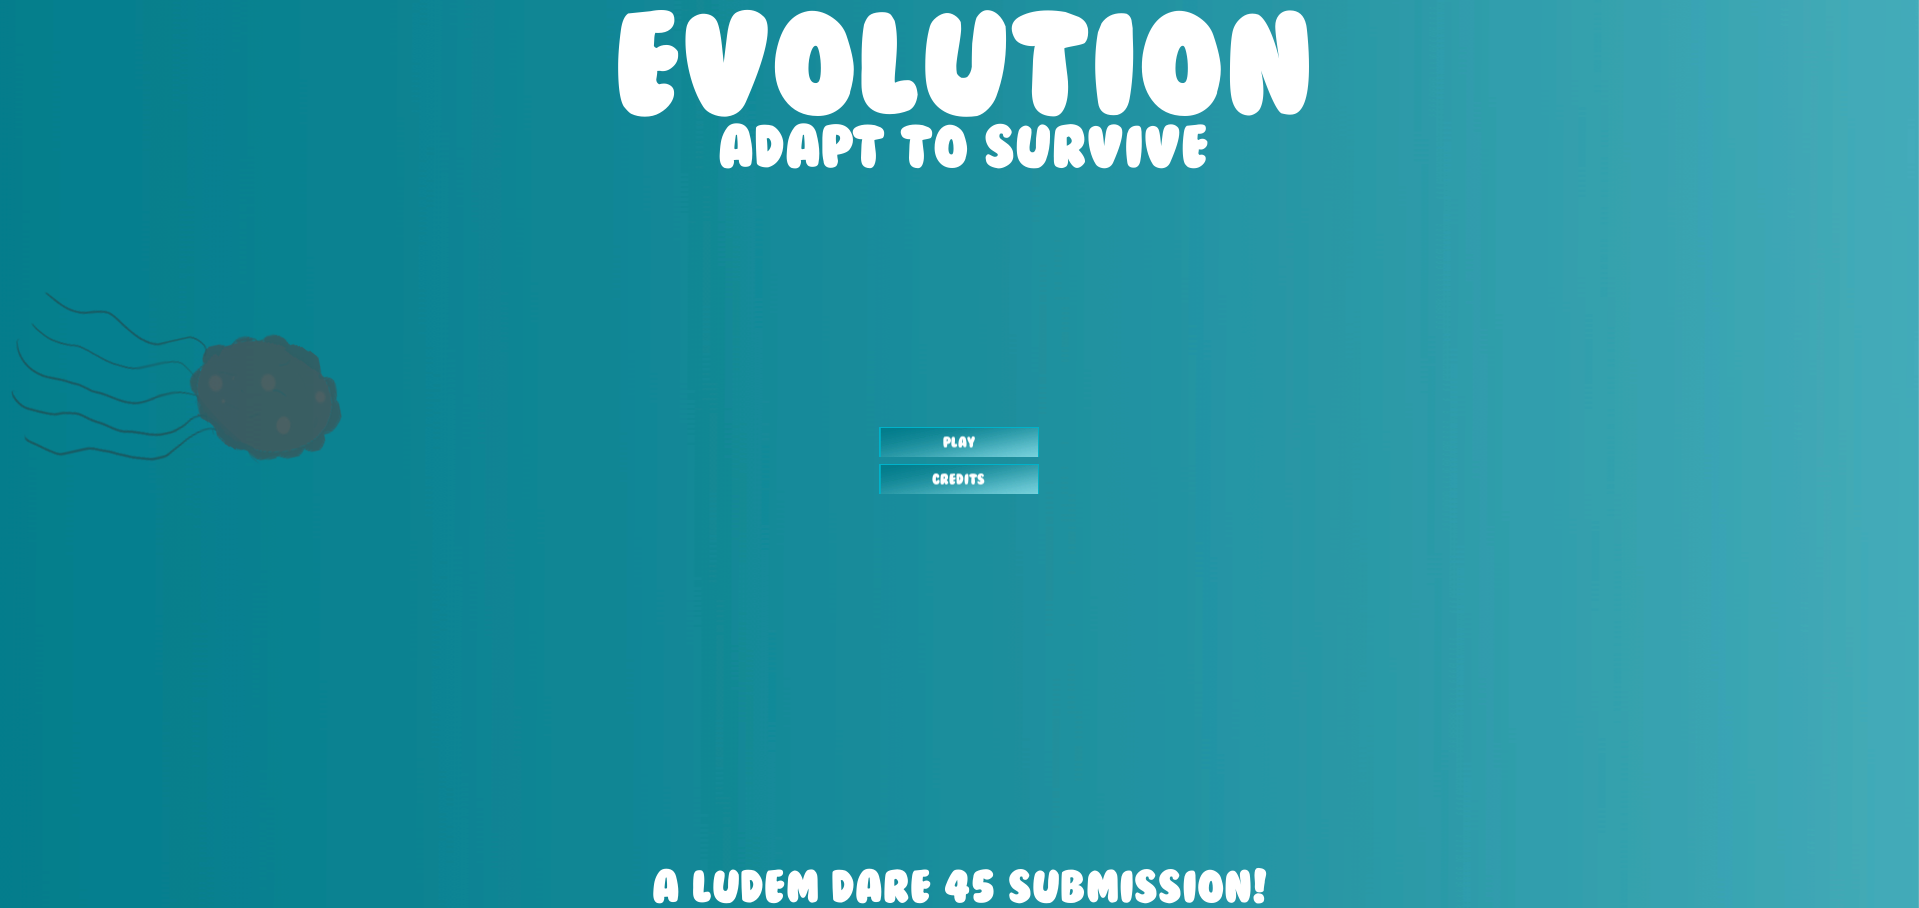 EVOLUTION
ADAPT TO SURVIVE
PLAY
CREDITS
A LUDEM DARE 45 SUBMISSION!